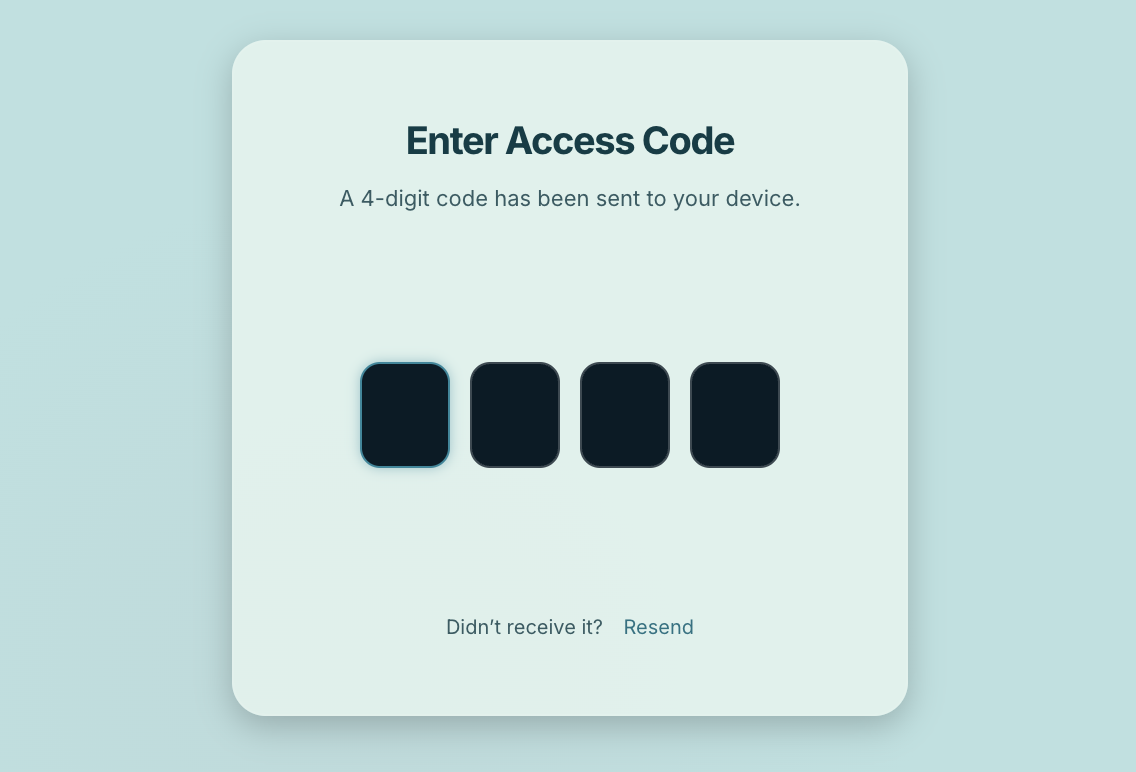 Enter Access Code
A 4-digit code has been sent to your device.
Didn’t receive it? Resend